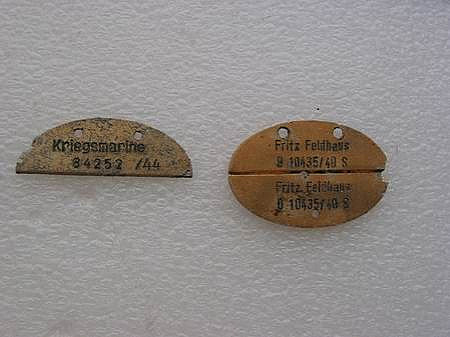 Kriegsmarine
84252 /44
Fritz Feldhaus
O 10435/40 S
Fritz Feldhaus
O 10435/40 S